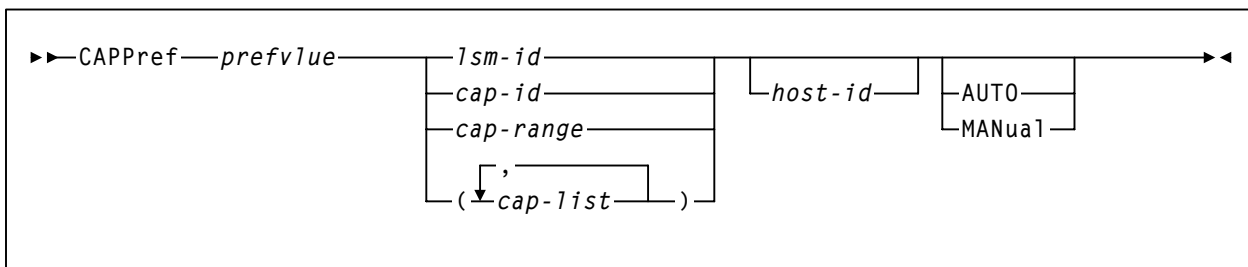 CAPPref prefvlue lsm-id
cap-id host-id AUTO
cap-range MANual
,
( cap-list )